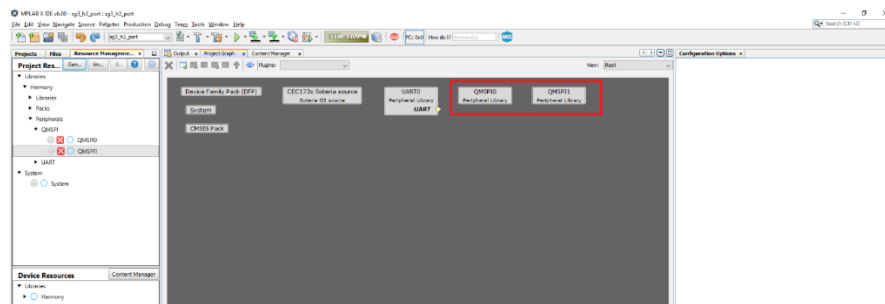 MPLAB X IDE v6.00 - sg3_h3_port : sg3_h3_port
File Edit View Navigate Source Refactor Production Debug Team Tools Window Help
Search (Ctrl+I)
sg3_h3_port
PC: 0x0
How do I?
Projects Files Resource Manageme... Output Project Graph Content Manager Configuration Options
Project Res... Gen... Im...
Plugins:
View: Root
Libraries
Harmony
Libraries
Packs
Peripherals
QMSPI
QMSPI0
QMSPI1
UART
System
System
Device Family Pack (DFP)
System
CMSIS Pack
CEC173x Soteria source
Soteria G3 source
UART0
Peripheral Library
UART
QMSPI0
Peripheral Library
QMSPI1
Peripheral Library
Device Resources Content Manager
Libraries
Harmony